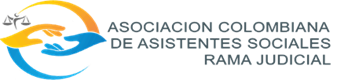 ASOCIACION COLOMBIANA
DE ASISTENTES SOCIALES
RAMA JUDICIAL